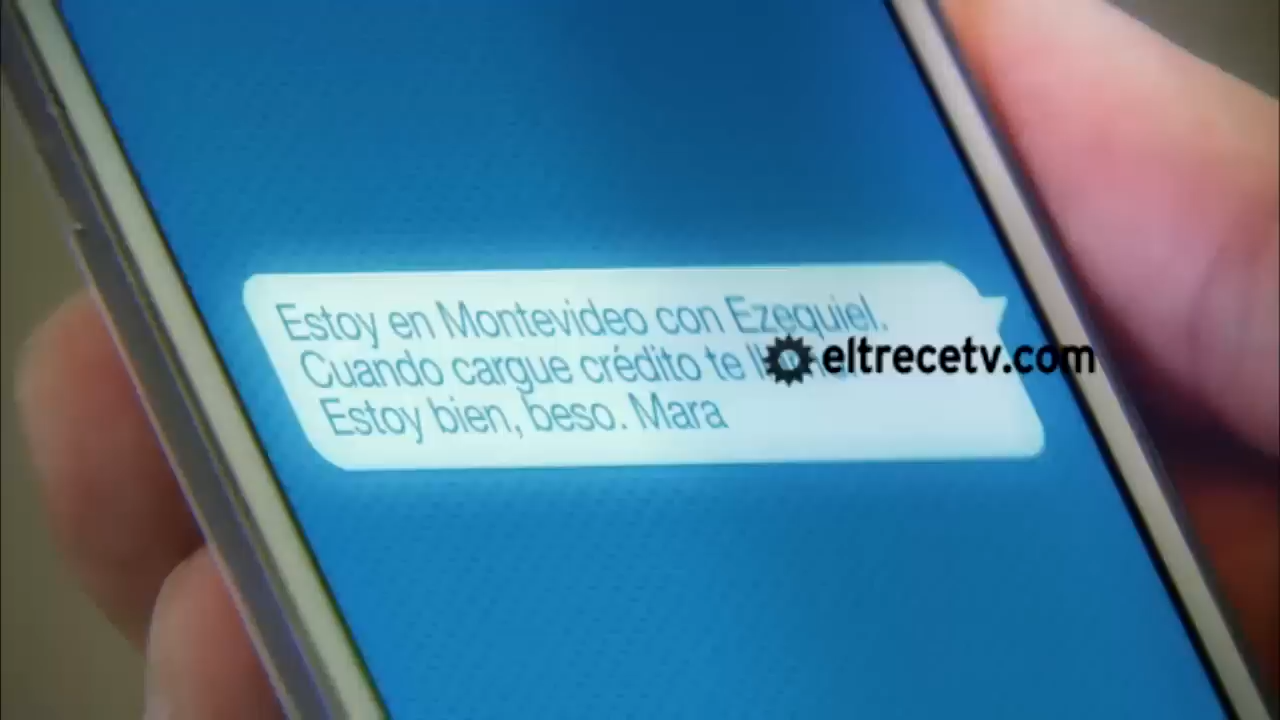 Estoy en Montevideo con Ezequiel.
Cuando cargue crédito te
eltrecetv.com
Estoy bien, beso. Mara